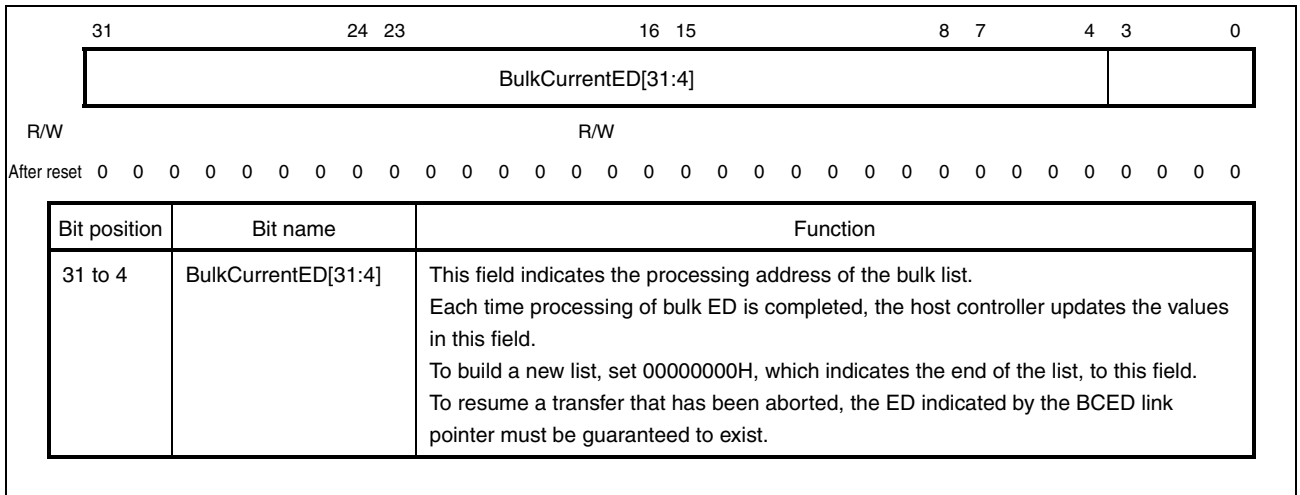 31 24 23 16 15 8 7 4 3 0
BulkCurrentED[31:4]
R/W R/W
After reset 0 0 0 0 0 0 0 0 0 0 0 0 0 0 0 0 0 0 0 0 0 0 0 0 0 0 0 0 0 0 0 0
Bit position Bit name Function
31 to 4 BulkCurrentED[31:4] This field indicates the processing address of the bulk list.
Each time processing of bulk ED is completed, the host controller updates the values
in this field.
To build a new list, set 00000000H, which indicates the end of the list, to this field.
To resume a transfer that has been aborted, the ED indicated by the BCED link
pointer must be guaranteed to exist.